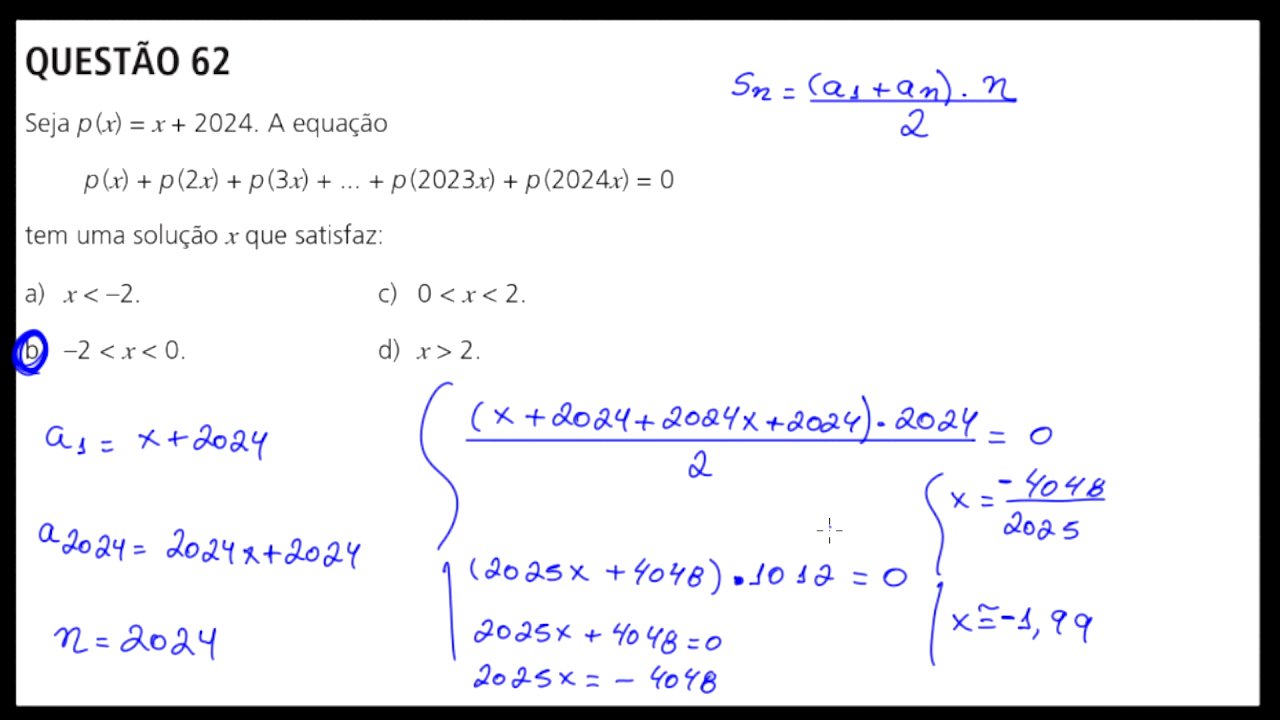 QUESTÃO 62
Sn = (a1 + an) . n / 2
Seja p(x) = x + 2024. A equação
p(x) + p(2x) + p(3x) + ... + p(2023x) + p(2024x) = 0
tem uma solução x que satisfaz:
a) x < –2.
c) 0 < x < 2.
b) –2 < x < 0.
d) x > 2.
a1 = x + 2024
a2024 = 2024x + 2024
n = 2024
(x + 2024 + 2024x + 2024) . 2024 / 2 = 0
(2025x + 4048) . 1012 = 0
2025x + 4048 = 0
2025x = - 4048
x = - 4048 / 2025
x ≅ -1,99